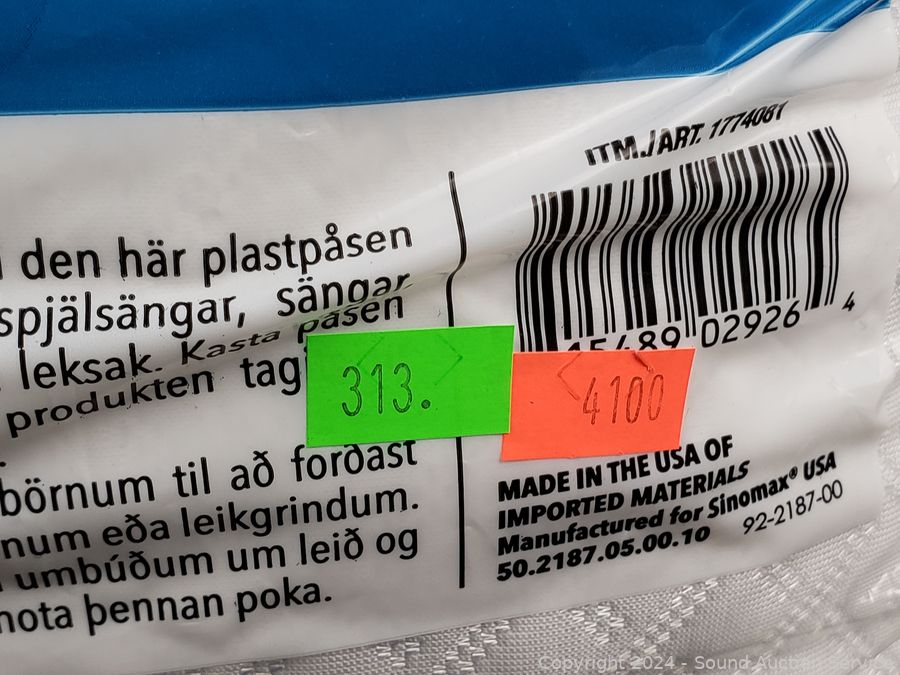 ITM./ART. 1774081
den här plastpåsen
spjälsängar, sängar
leksak. Kasta påsen
produkten
313.
4100
02926 4
börnum til að forðast
num eða leikgrindum.
umbúðum um leið og
nota þennan poka.
MADE IN THE USA OF
IMPORTED MATERIALS
Manufactured for Sinomax® USA
50.2187.05.00.10 92-2187-00
Copyright 2024 - Sound Auction Service